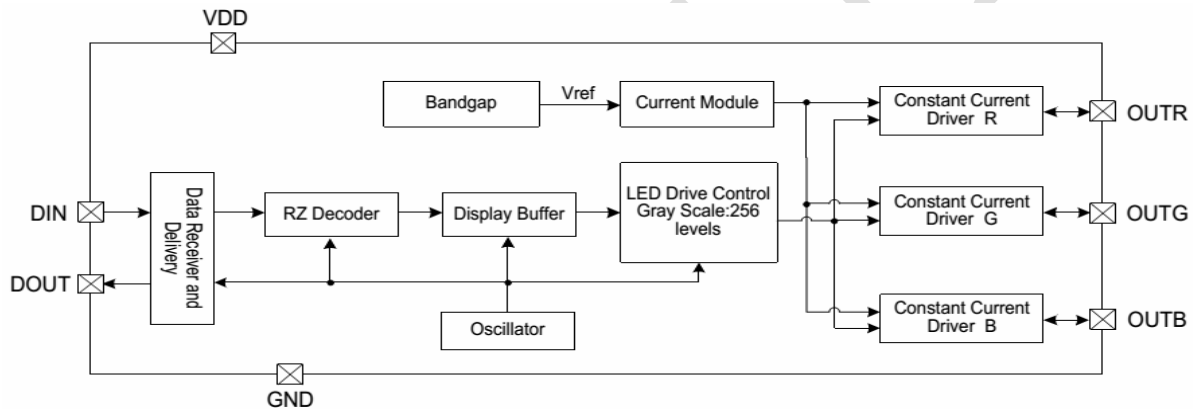 VDD
Bandgap
Vref
Current Module
Constant Current
Driver R
OUTR
DIN
DOUT
Data Receiver and
Delivery
RZ Decoder
Display Buffer
LED Drive Control
Gray Scale:256
levels
Constant Current
Driver G
OUTG
Oscillator
Constant Current
Driver B
OUTB
GND